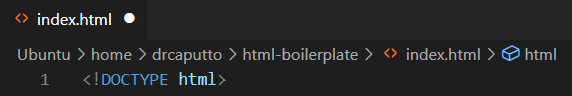 index.html
Ubuntu > home > drcaputto > html-boilerplate > index.html > html
1 <!DOCTYPE html>